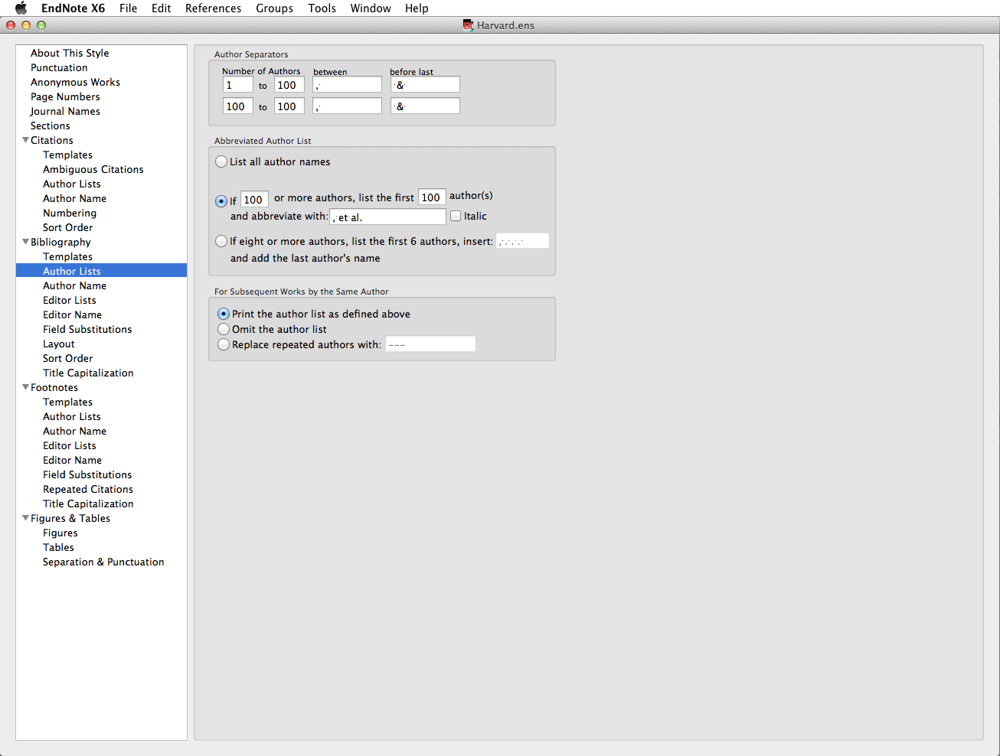 EndNote X6 File Edit References Groups Tools Window Help
Harvard.ens
About This Style
Punctuation
Anonymous Works
Page Numbers
Journal Names
Sections
Citations
Templates
Ambiguous Citations
Author Lists
Author Name
Numbering
Sort Order
Bibliography
Templates
Author Lists
Author Name
Editor Lists
Editor Name
Field Substitutions
Layout
Sort Order
Title Capitalization
Footnotes
Templates
Author Lists
Author Name
Editor Lists
Editor Name
Field Substitutions
Repeated Citations
Title Capitalization
Figures & Tables
Figures
Tables
Separation & Punctuation
Author Separators
Number of Authors between before last
1 to 100 ,· ·&·
100 to 100 ,· ·&·
Abbreviated Author List
List all author names
If 100 or more authors, list the first 100 author(s)
and abbreviate with: ,·et al. Italic
If eight or more authors, list the first 6 authors, insert: ,·.·.·.·
and add the last author's name
For Subsequent Works by the Same Author
Print the author list as defined above
Omit the author list
Replace repeated authors with: ---